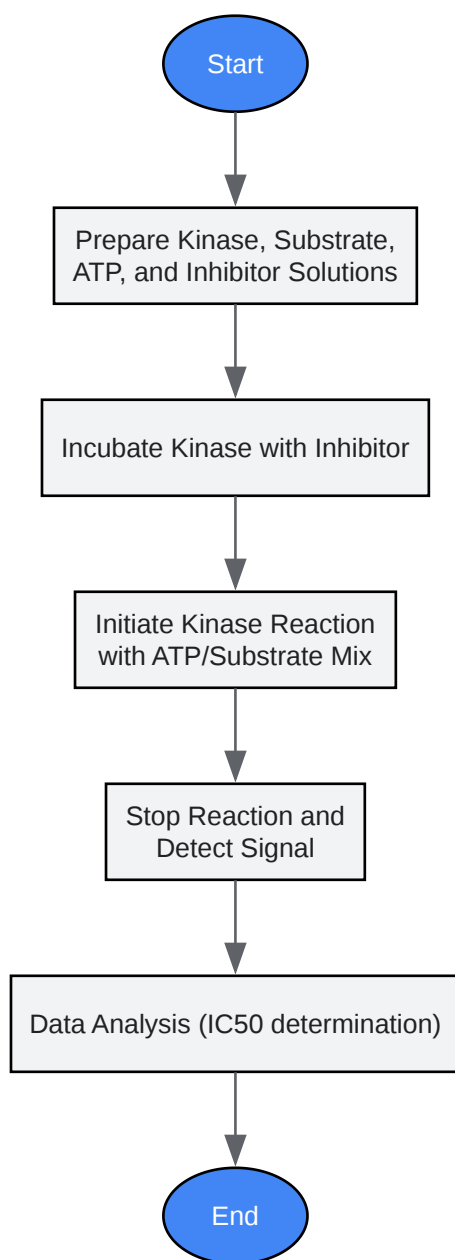 Start
Prepare Kinase, Substrate,
ATP, and Inhibitor Solutions
Incubate Kinase with Inhibitor
Initiate Kinase Reaction
with ATP/Substrate Mix
Stop Reaction and
Detect Signal
Data Analysis (IC50 determination)
End